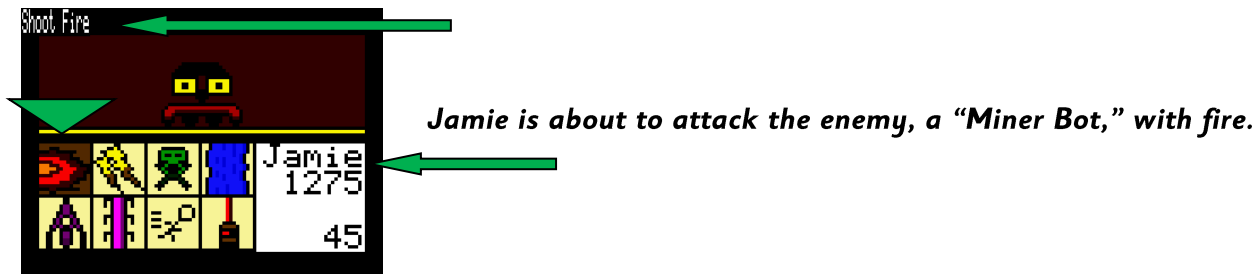 Shoot Fire
Jamie is about to attack the enemy, a “Miner Bot,” with fire.
Jamie
1275
45